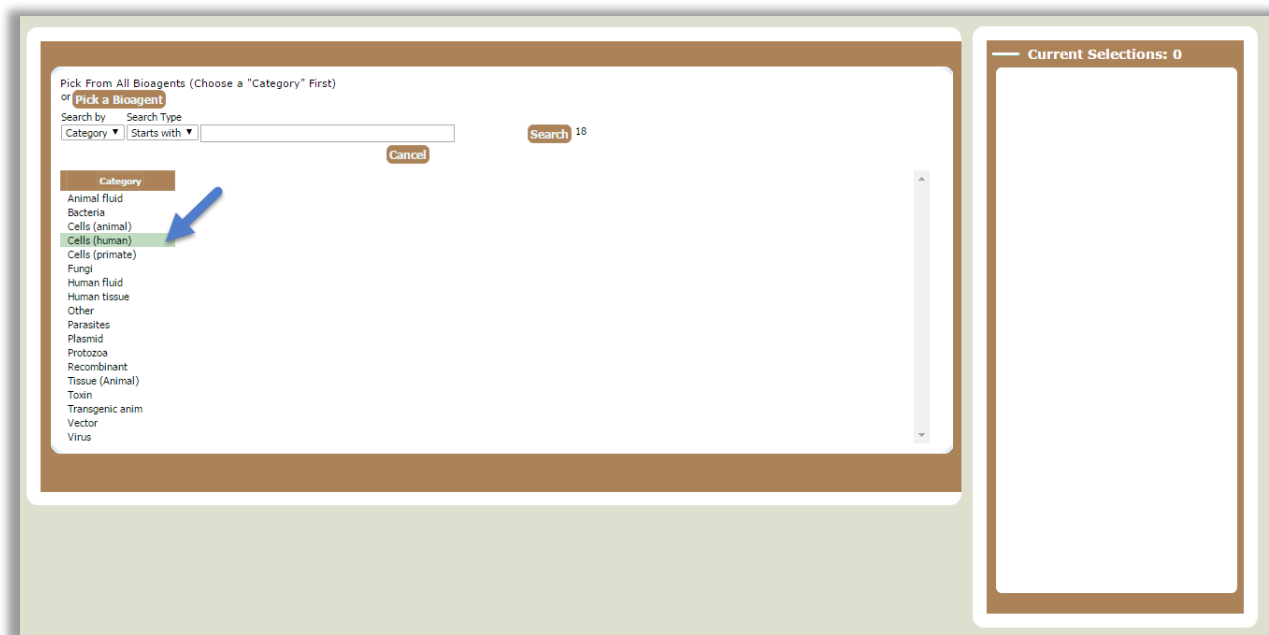 Current Selections: 0
Pick From All Bioagents (Choose a "Category" First)
or Pick a Bioagent
Search by Search Type
Category Starts with Search 18
Cancel
Category
Animal fluid
Bacteria
Cells (animal)
Cells (human)
Cells (primate)
Fungi
Human fluid
Human tissue
Other
Parasites
Plasmid
Protozoa
Recombinant
Tissue (Animal)
Toxin
Transgenic anim
Vector
Virus